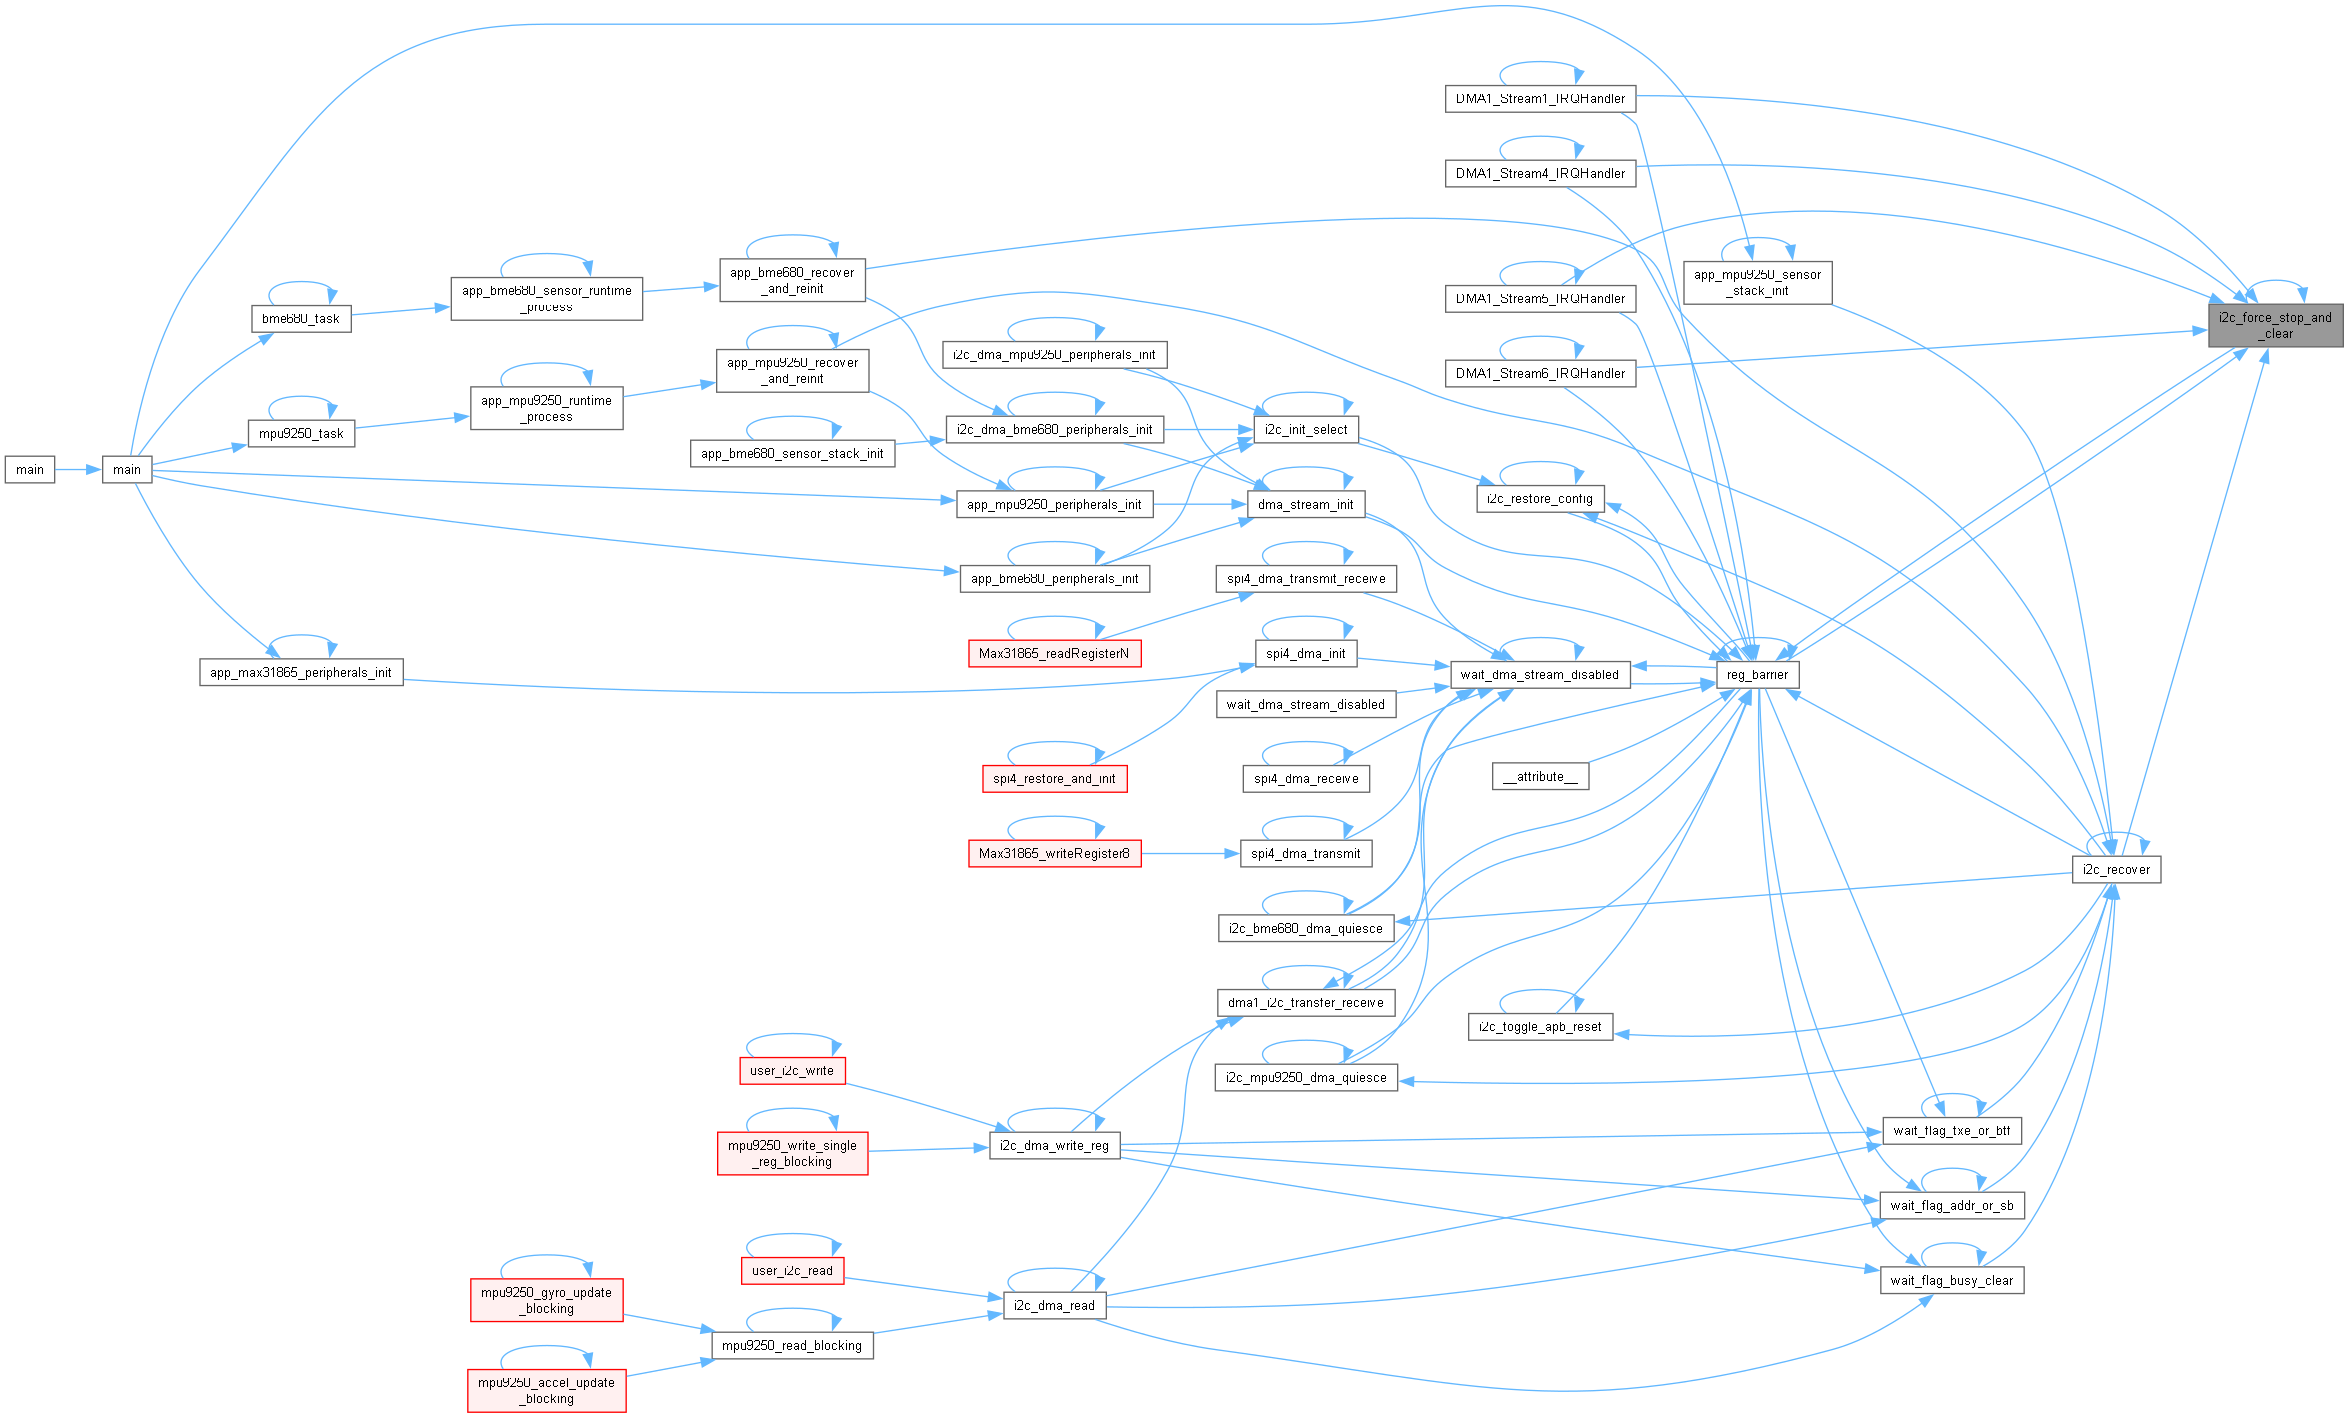 DMA1_Stream1_IRQHandler
DMA1_Stream4_IRQHandler
app_bme680_recover
_and_reinit
app_mpu9250_sensor
_stack_init
app_bme680_sensor_runtime
_process
DMA1_Stream5_IRQHandler
bme680_task
i2c_force_stop_and
_clear
i2c_dma_mpu9250_peripherals_init
app_mpu9250_recover
_and_reinit
DMA1_Stream6_IRQHandler
app_mpu9250_runtime
_process
mpu9250_task
i2c_dma_bme680_peripherals_init
i2c_init_select
app_bme680_sensor_stack_init
main
main
i2c_restore_config
app_mpu9250_peripherals_init
dma_stream_init
app_bme680_peripherals_init
spi4_dma_transmit_receive
Max31865_readRegisterN
spi4_dma_init
app_max31865_peripherals_init
wait_dma_stream_disabled
reg_barrier
wait_dma_stream_disabled
spi4_restore_and_init
spi4_dma_receive
__attribute__
Max31865_writeRegister8
spi4_dma_transmit
i2c_recover
i2c_bme680_dma_quiesce
dma1_i2c_transfer_receive
i2c_toggle_apb_reset
user_i2c_write
i2c_mpu9250_dma_quiesce
wait_flag_txe_or_btf
mpu9250_write_single
_reg_blocking
i2c_dma_write_reg
wait_flag_addr_or_sb
user_i2c_read
wait_flag_busy_clear
mpu9250_gyro_update
_blocking
i2c_dma_read
mpu9250_read_blocking
mpu9250_accel_update
_blocking